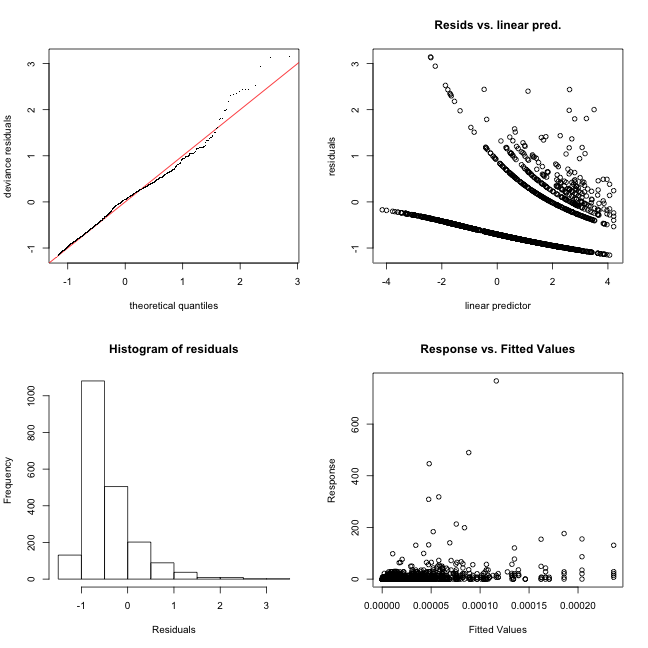 deviance residuals
3
2
1
0
-1
-1 0 1 2 3
theoretical quantiles
Resids vs. linear pred.
residuals
3
2
1
0
-1
-4 -2 0 2 4
linear predictor
Histogram of residuals
Frequency
1000
800
600
400
200
0
-1 0 1 2 3
Residuals
Response vs. Fitted Values
Response
600
400
200
0
0.00000 0.00005 0.00010 0.00015 0.00020
Fitted Values